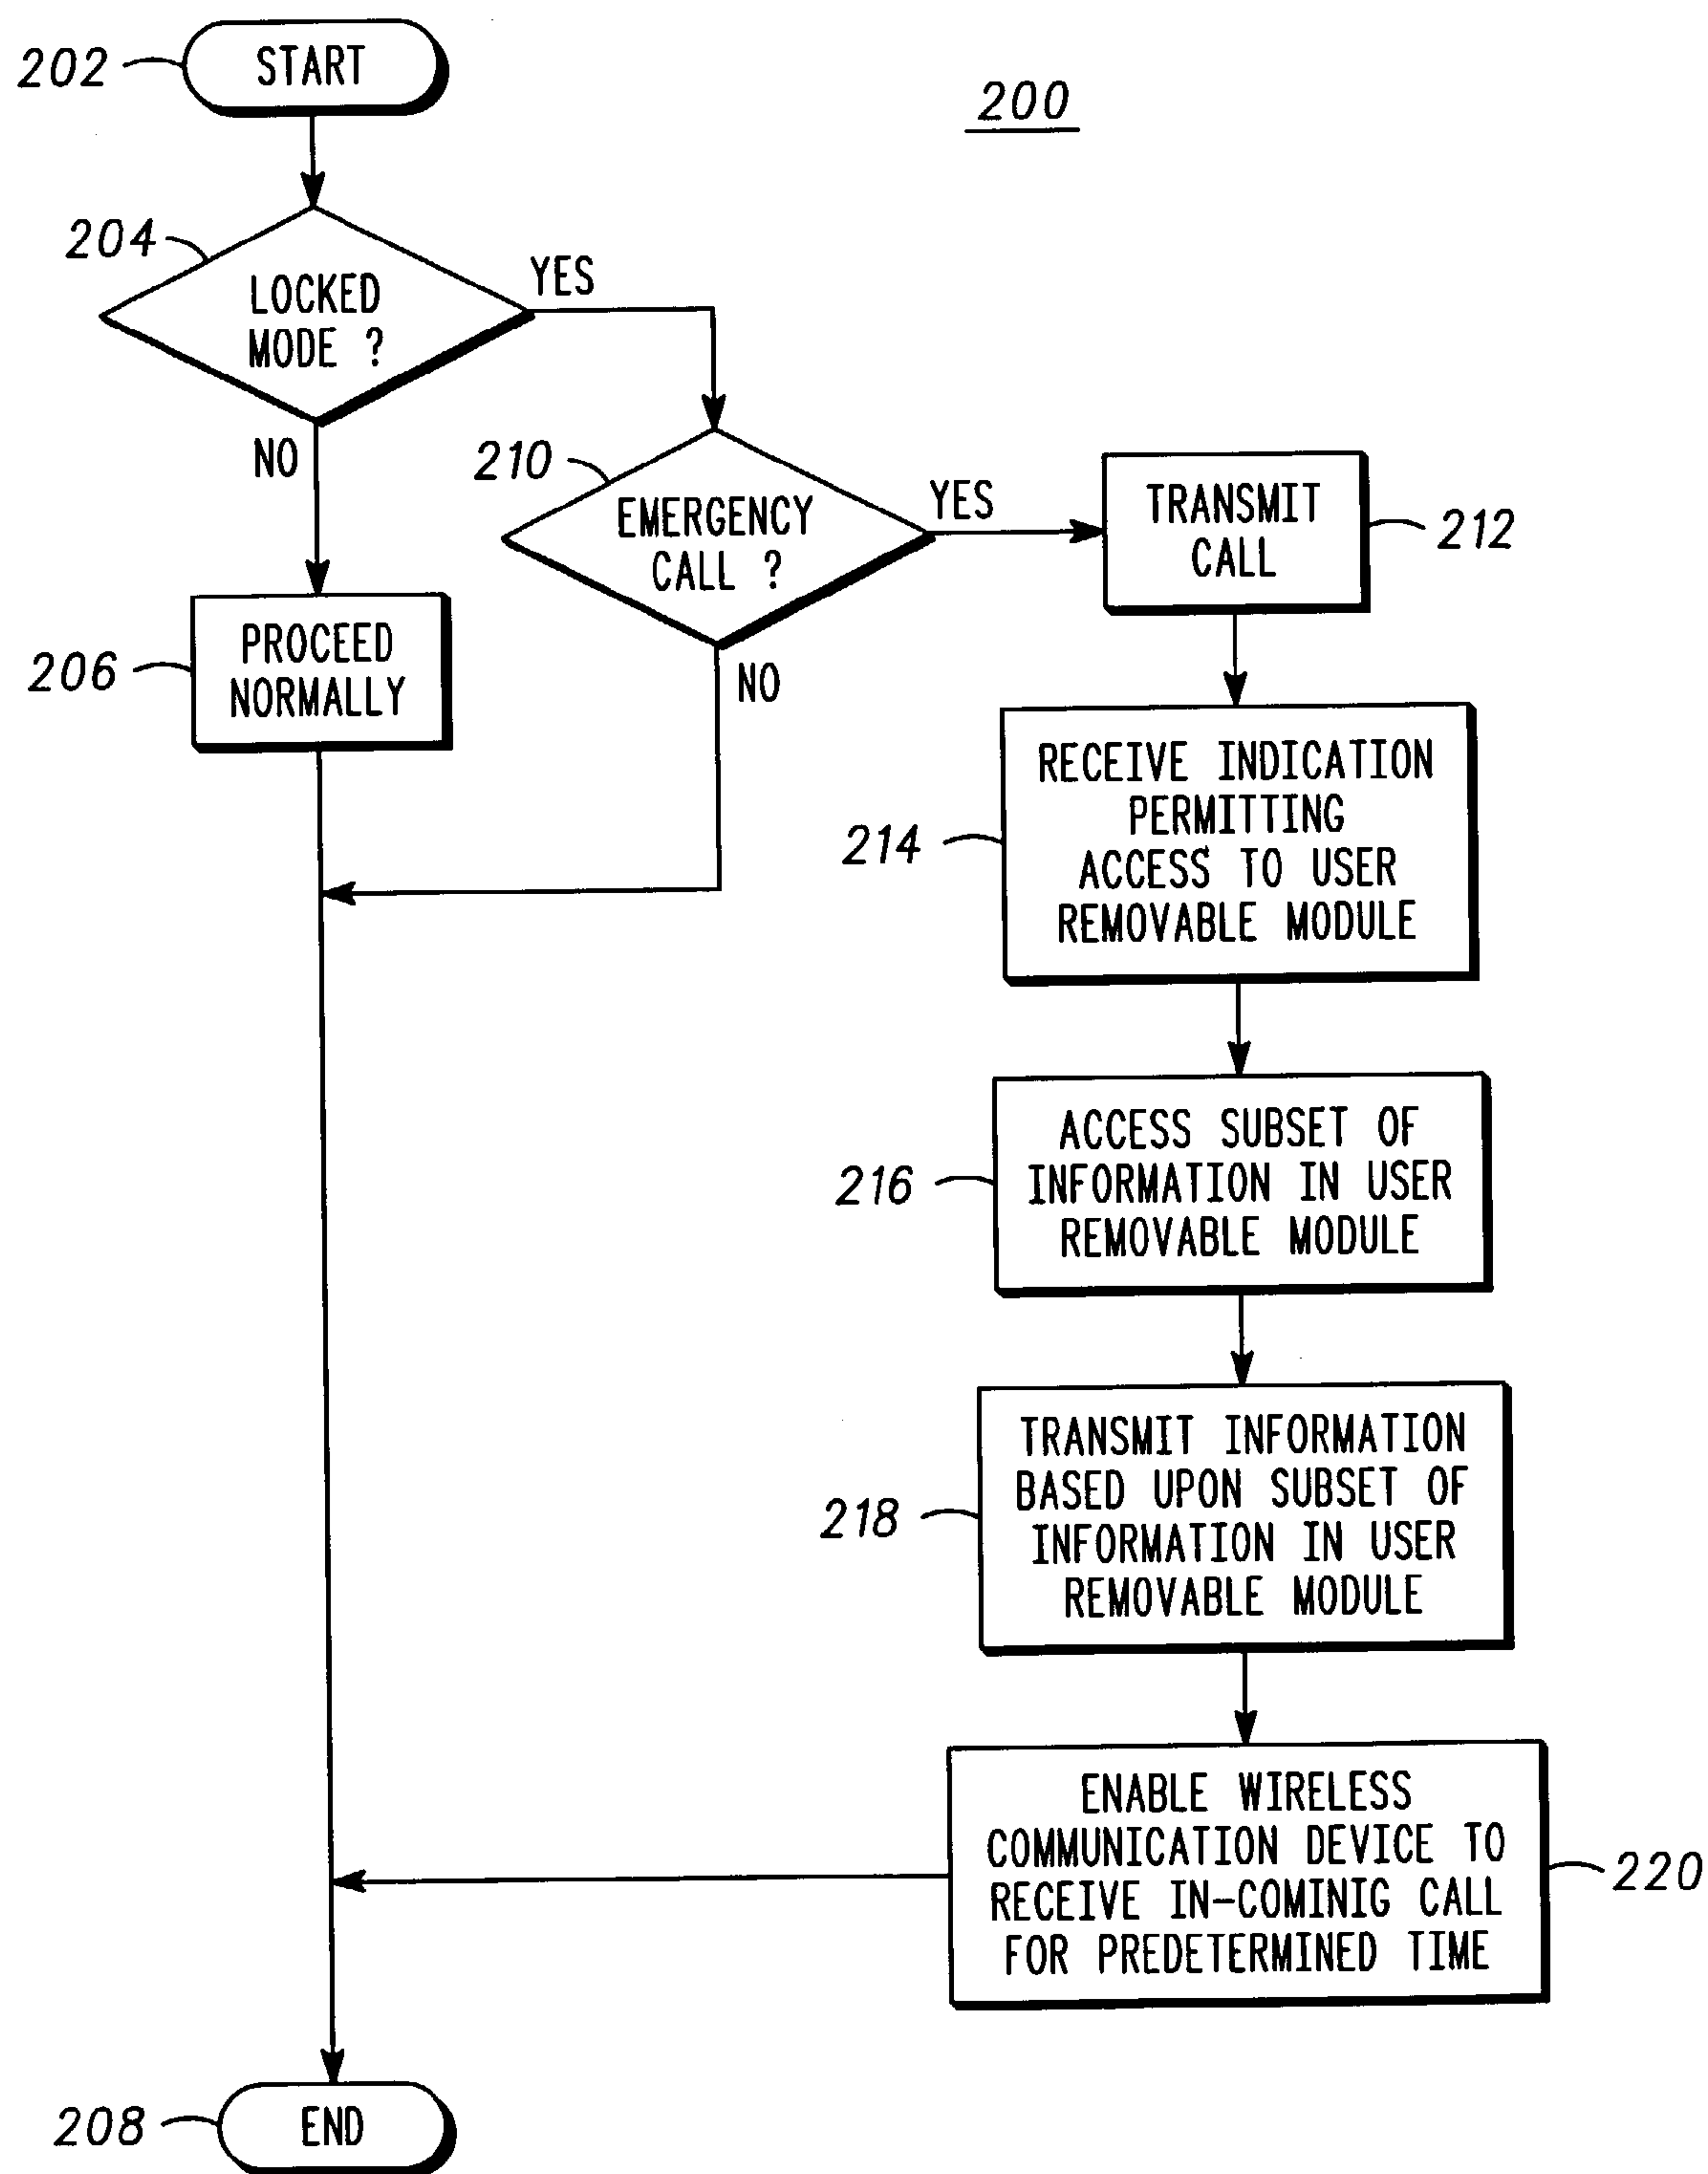 202
START
200
204
LOCKED
MODE ?
YES
NO
210
EMERGENCY
CALL ?
YES
NO
TRANSMIT
CALL
212
206
PROCEED
NORMALLY
214
RECEIVE INDICATION
PERMITTING
ACCESS TO USER
REMOVABLE MODULE
216
ACCESS SUBSET OF
INFORMATION IN USER
REMOVABLE MODULE
218
TRANSMIT INFORMATION
BASED UPON SUBSET OF
INFORMATION IN USER
REMOVABLE MODULE
ENABLE WIRELESS
COMMUNICATION DEVICE TO
RECEIVE IN-COMINIG CALL
FOR PREDETERMINED TIME
220
208
END